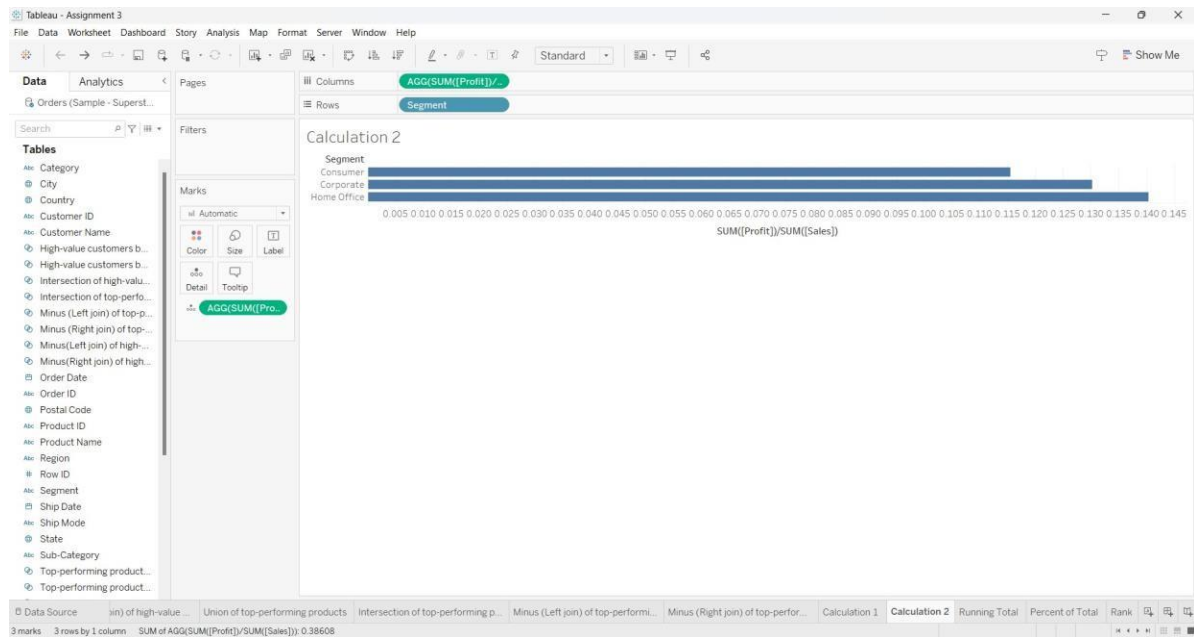 Tableau - Assignment 3
File Data Worksheet Dashboard Story Analysis Map Format Server Window Help
Standard
Show Me
Data Analytics
Orders (Sample - Superst...
Search
Tables
Abc Category
City
Country
Abc Customer ID
Abc Customer Name
High-value customers b...
High-value customers b...
Intersection of high-valu...
Intersection of top-perfo...
Minus (Left join) of top-p...
Minus (Right join) of top-...
Minus(Left join) of high-...
Minus(Right join) of high...
Order Date
Abc Order ID
Postal Code
Abc Product ID
Abc Product Name
Abc Region
# Row ID
Abc Segment
Ship Date
Abc Ship Mode
State
Abc Sub-Category
Top-performing product...
Top-performing product...
Pages
Filters
Marks
Automatic
Color Size Label
Detail Tooltip
AGG(SUM([Pro..
Columns AGG(SUM([Profit])/..
Rows Segment
Calculation 2
Segment
Consumer
Corporate
Home Office
0.005 0.010 0.015 0.020 0.025 0.030 0.035 0.040 0.045 0.050 0.055 0.060 0.065 0.070 0.075 0.080 0.085 0.090 0.095 0.100 0.105 0.110 0.115 0.120 0.125 0.130 0.135 0.140 0.145
SUM([Profit])/SUM([Sales])
Data Source oin) of high-value ... Union of top-performing products Intersection of top-performing p... Minus (Left join) of top-performi... Minus (Right join) of top-perfor... Calculation 1 Calculation 2 Running Total Percent of Total Rank
3 marks 3 rows by 1 column SUM of AGG(SUM([Profit])/SUM([Sales])): 0.38608